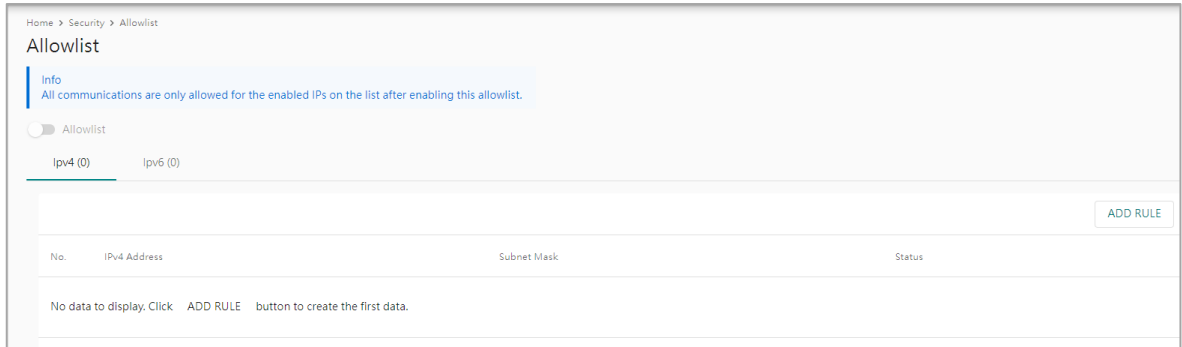 Home > Security > Allowlist
Allowlist
Info
All communications are only allowed for the enabled IPs on the list after enabling this allowlist.
Allowlist
Ipv4 (0) Ipv6 (0)
ADD RULE
No. IPv4 Address Subnet Mask Status
No data to display. Click ADD RULE button to create the first data.